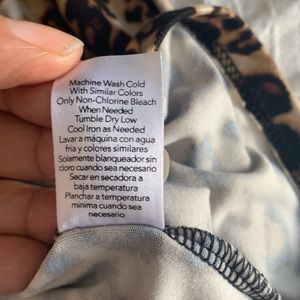 Machine Wash Cold
With Similar Colors
Only Non-Chlorine Bleach
When Needed
Tumble Dry Low
Cool Iron as Needed
Lavar a máquina con agua
fria y colores similares
Solamente blanqueador sin
cloro cuando sea necesario
Secar en secadora a
baja temperatura
Planchar a temperatura
minima cuando sea
necesario